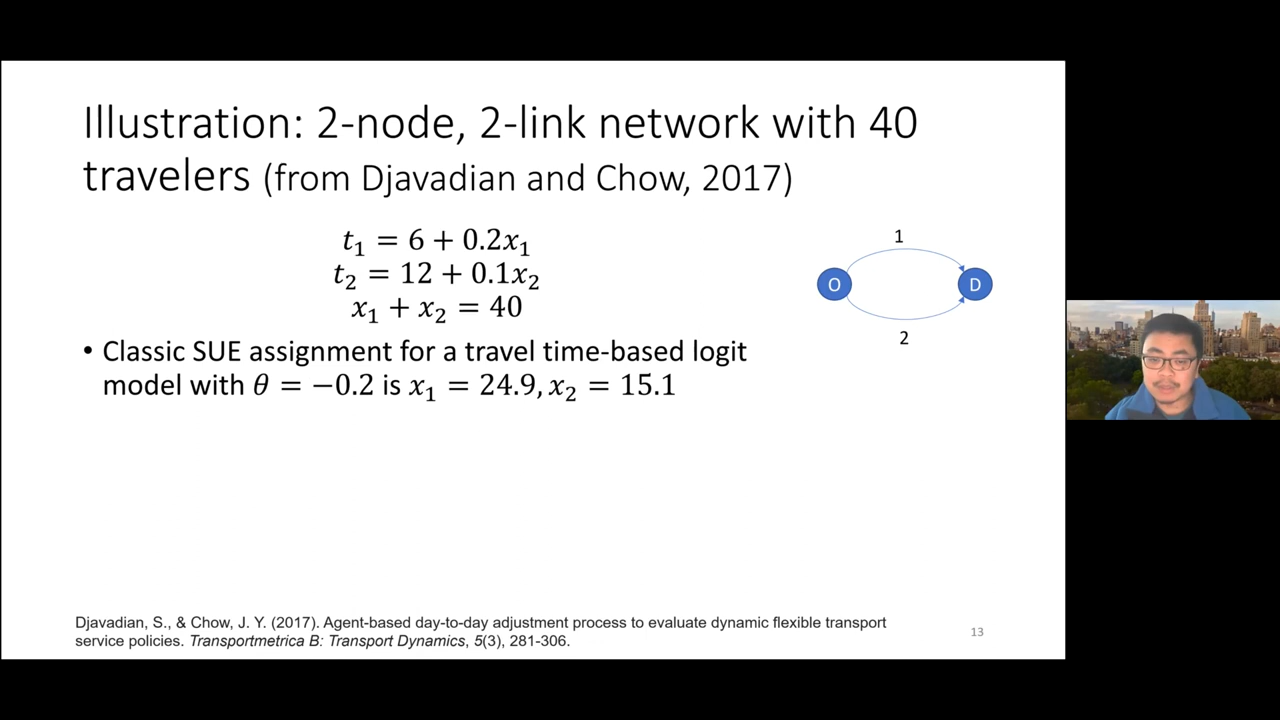 Illustration: 2-node, 2-link network with 40
travelers (from Djavadian and Chow, 2017)
t₁ = 6 + 0.2x₁
t₂ = 12 + 0.1x₂
x₁ + x₂ = 40
• Classic SUE assignment for a travel time-based logit
model with θ = −0.2 is x₁ = 24.9, x₂ = 15.1
1
O
D
2
Djavadian, S., & Chow, J. Y. (2017). Agent-based day-to-day adjustment process to evaluate dynamic flexible transport
service policies. Transportmetrica B: Transport Dynamics, 5(3), 281-306.
13